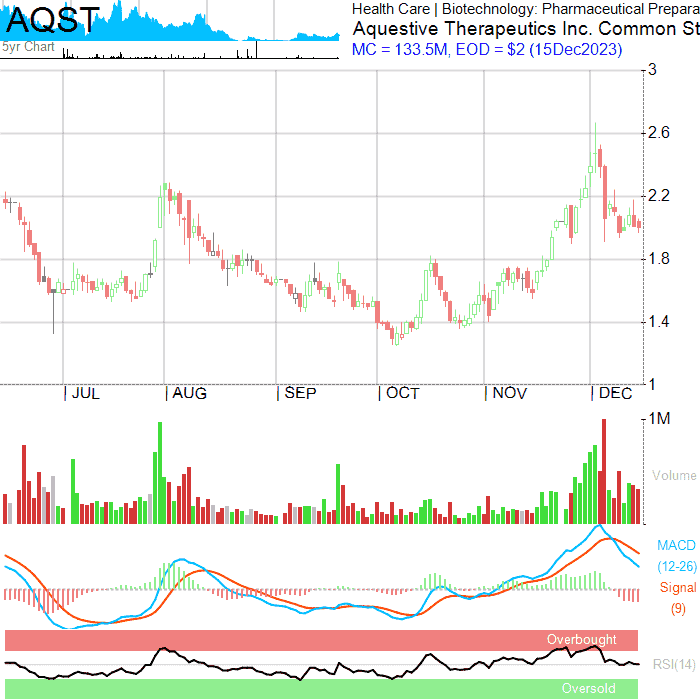 AQST
5yr Chart
Health Care | Biotechnology: Pharmaceutical Prepara
Aquestive Therapeutics Inc. Common St
MC = 133.5M, EOD = $2 (15Dec2023)
3
2.6
2.2
1.8
1.4
1
JUL AUG SEP OCT NOV DEC
1M
Volume
MACD
(12-26)
Signal
(9)
Overbought
RSI(14)
Oversold